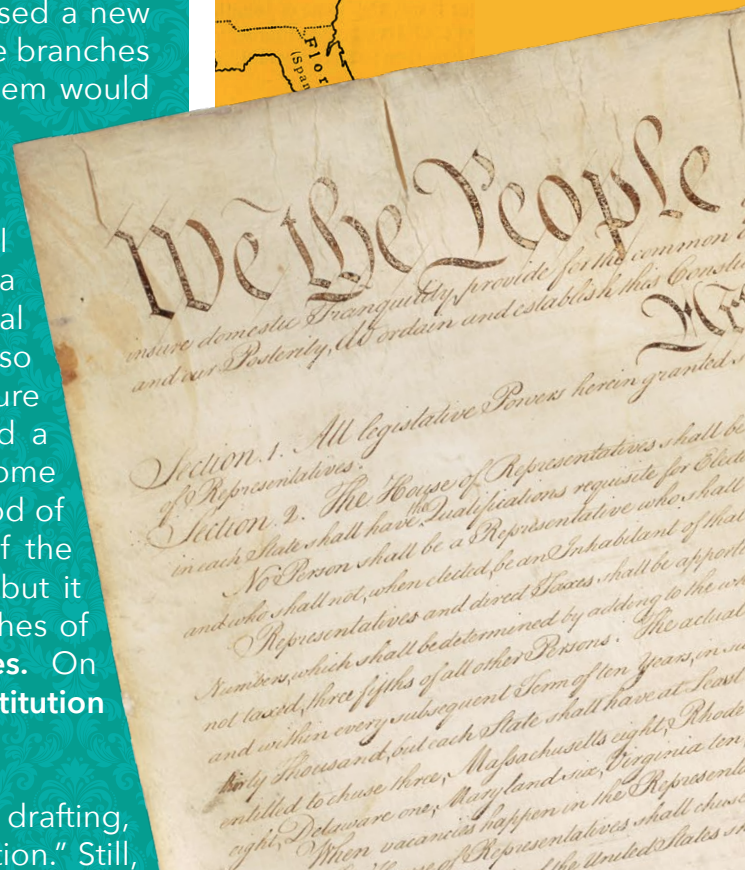 sed a new
e branches
em would
l
a
al
so
ure
d a
ome
od of
f the
but it
hes of
es. On
titution
drafting,
tion." Still,
Flor
(Span
We the People
insure domestic Tranquility, provide for the common
and our Posterity, do ordain and establish this Constitu
Section. 1. All legislative Powers herein granted s
of Representatives.
Section. 2. The House of Representatives shall be
in each State shall have the Qualifications requisite for Elect
No Person shall be a Representative who shall
and who shall not, when elected, be an Inhabitant of that
Representatives and direct Taxes shall be apporti
Numbers, which shall be determined by adding to the wh
not taxed, three fifths of all other Persons. The actual
and within every subsequent Term of ten Years, in su
thirty Thousand, but each State shall have at Least
entitled to chuse three, Massachusetts eight, Rhode
eight, Delaware one, Maryland six, Virginia ten,
When vacancies happen in the Representa
House of Representatives shall chuse
of the United States s